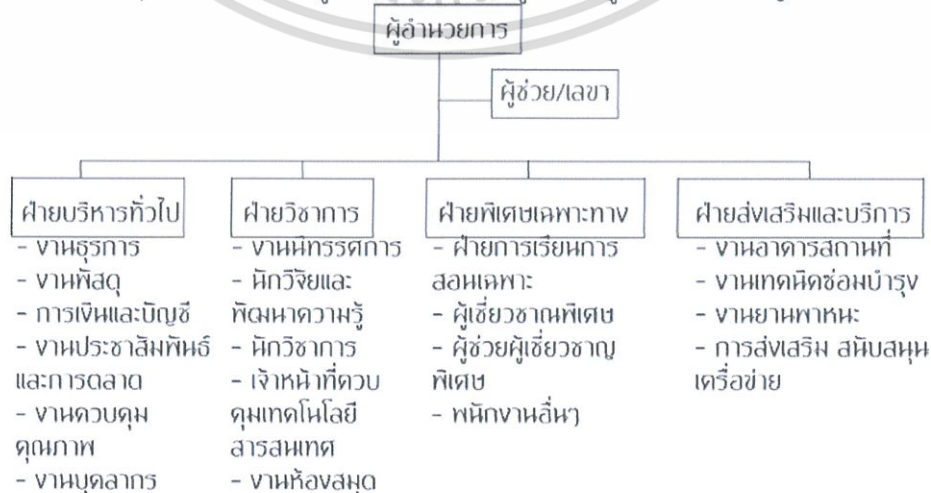 ผู้อำนวยการ
ผู้ช่วย/เลขา
ฝ่ายบริหารทั่วไป
- งานธุรการ
- งานพัสดุ
- การเงินและบัญชี
- งานประชาสัมพันธ์
และการตลาด
- งานควบคุม
คุณภาพ
- งานบุคลากร
ฝ่ายวิชาการ
- งานนิทรรศการ
- นักวิจัยและ
พัฒนาความรู้
- นักวิชาการ
- เจ้าหน้าที่ควบ
คุมเทคโนโลยี
สารสนเทศ
- งานห้องสมุด
ฝ่ายพิเศษเฉพาะทาง
- ฝ่ายการเรียนการ
สอนเฉพาะ
- ผู้เชี่ยวชาญพิเศษ
- ผู้ช่วยผู้เชี่ยวชาญ
พิเศษ
- พนักงานอื่นๆ
ฝ่ายส่งเสริมและบริการ
- งานอาคารสถานที่
- งานเทคนิคซ่อมบำรุง
- งานยานพาหนะ
- การส่งเสริม สนับสนุน
เครือข่าย